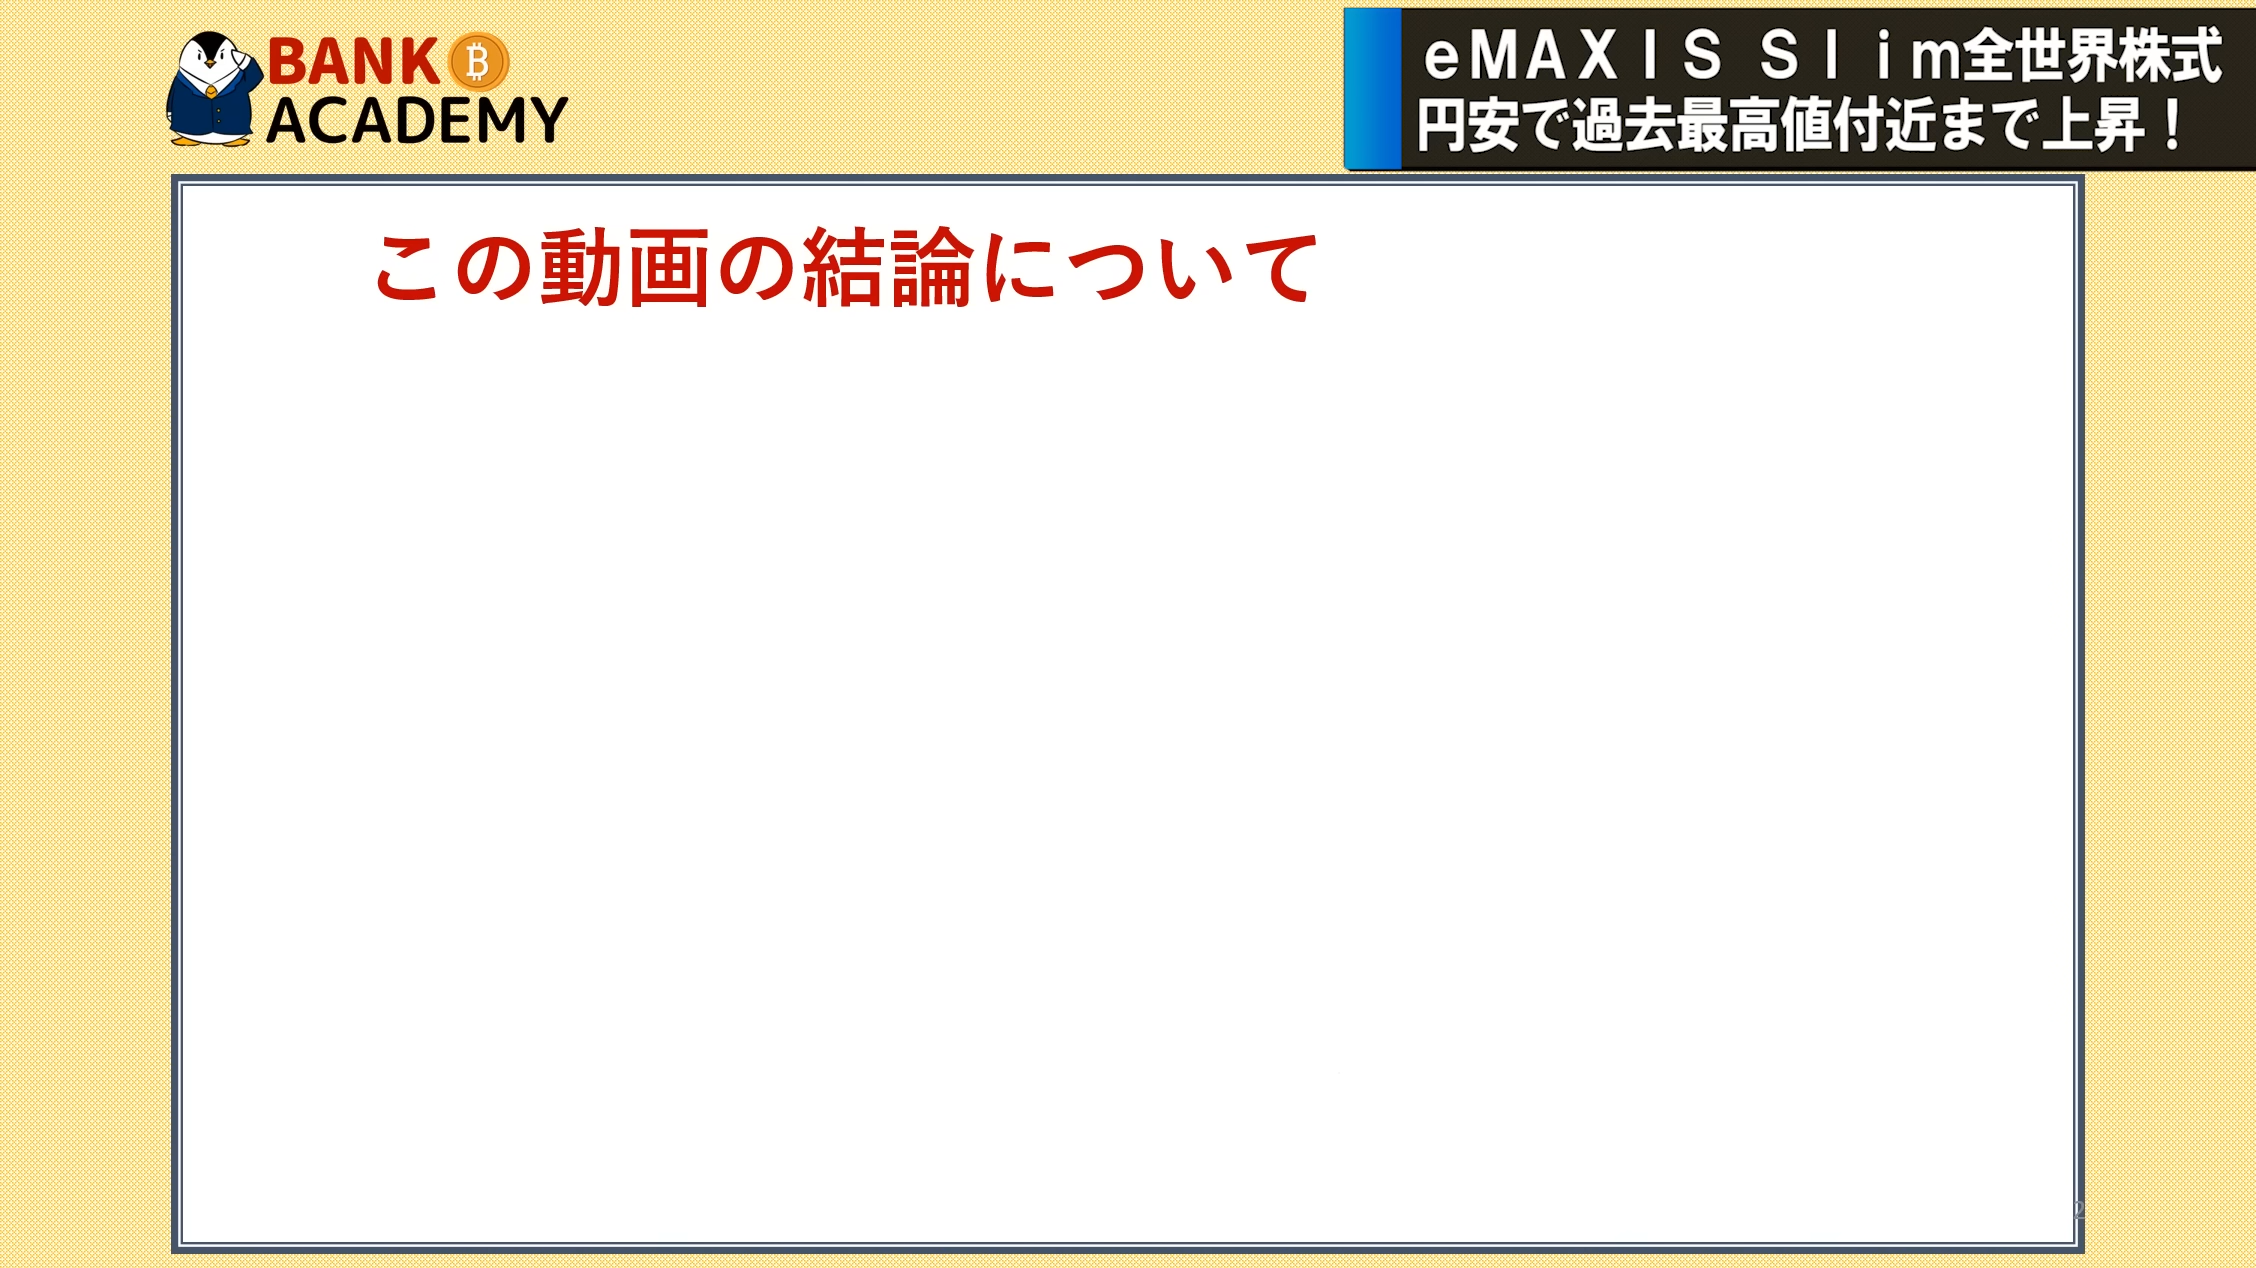 BANK
ACADEMY
eMAXIS Slim全世界株式
円安で過去最高値付近まで上昇！
この動画の結論について
2